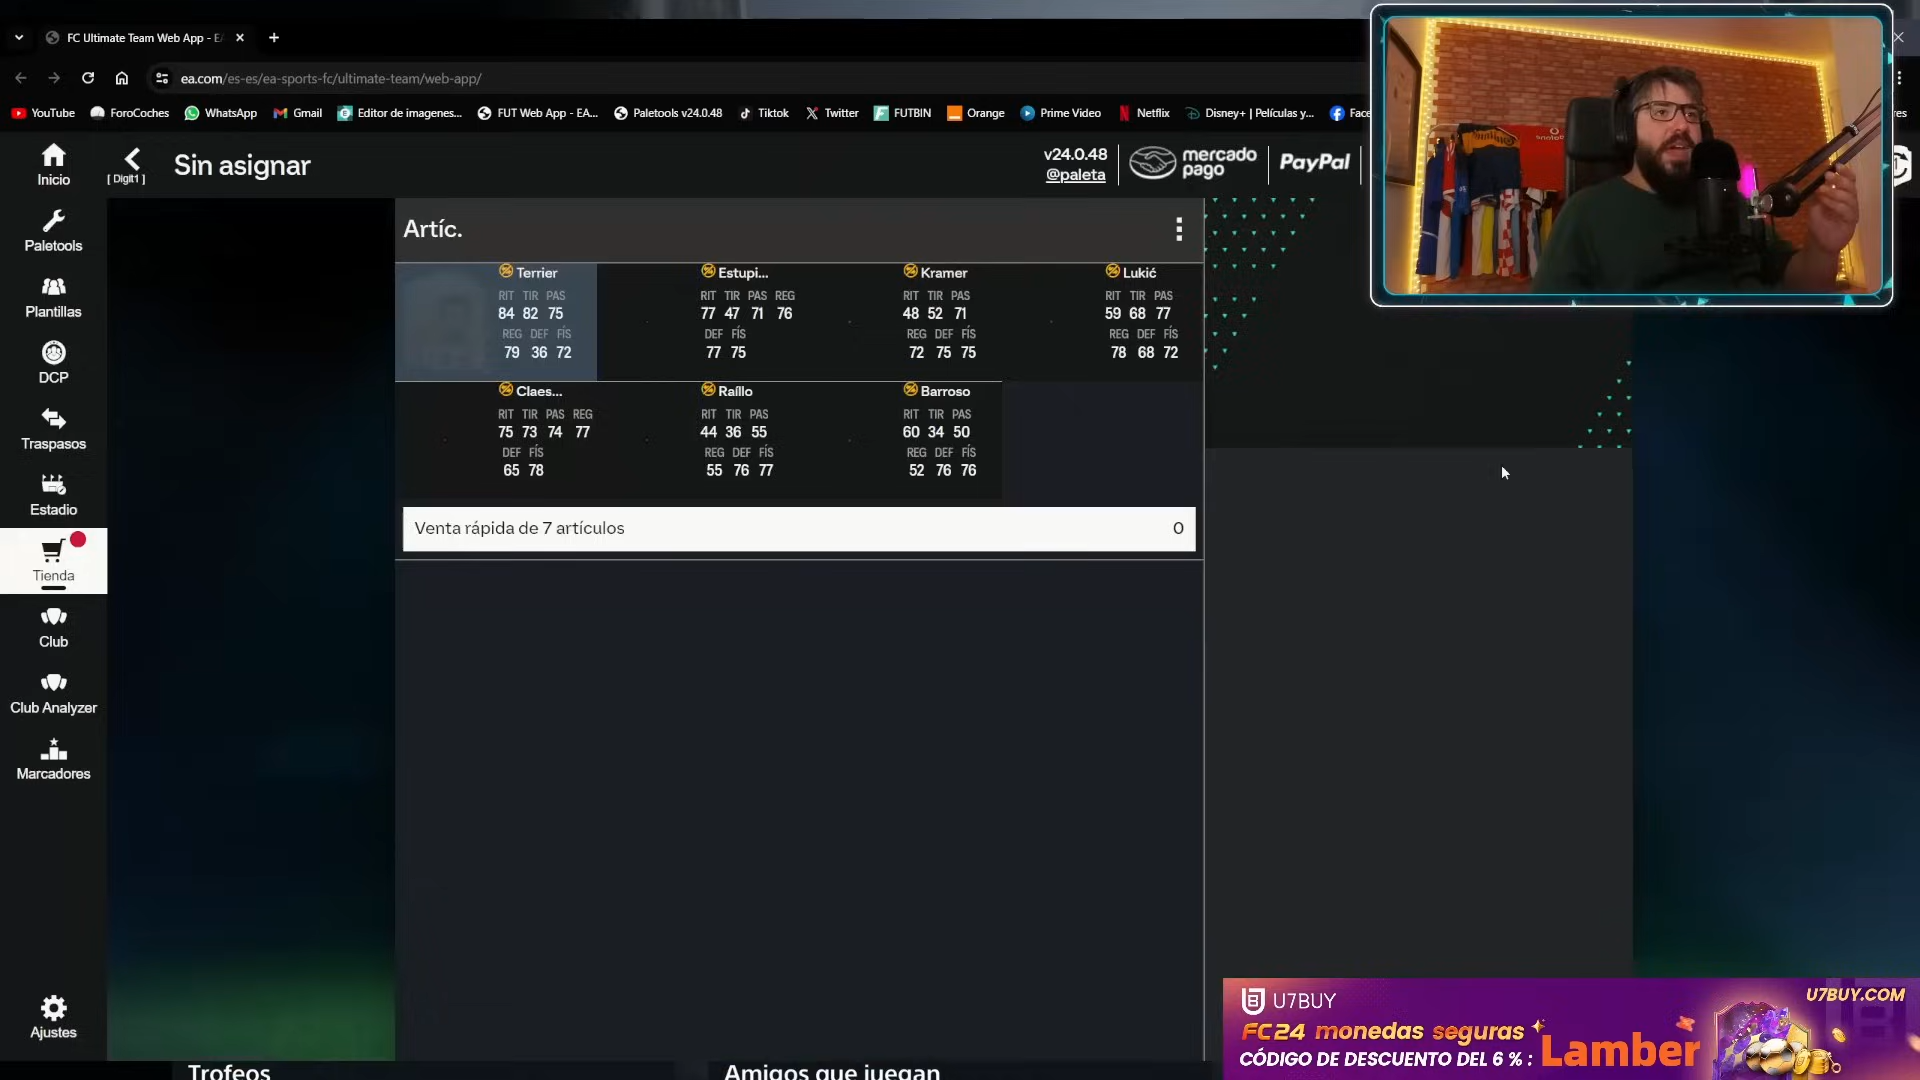 FC Ultimate Team Web App - E
ea.com/es-es/ea-sports-fc/ultimate-team/web-app/
YouTube ForoCoches WhatsApp Gmail Editor de imagenes... FUT Web App - EA... Paletools v24.0.48 Tiktok Twitter FUTBIN Orange Prime Video Netflix Disney+ | Películas y... Face
Inicio
[ Digit1 ]
Sin asignar
v24.0.48
@paleta
mercado
pago
PayPal
Paletools
Plantillas
DCP
Traspasos
Estadio
Tienda
Club
Club Analyzer
Marcadores
Ajustes
Artíc.
Terrier
RIT TIR PAS
84 82 75
REG DEF FÍS
79 36 72
Estupi...
RIT TIR PAS REG
77 47 71 76
DEF FÍS
77 75
Kramer
RIT TIR PAS
48 52 71
REG DEF FÍS
72 75 75
Lukić
RIT TIR PAS
59 68 77
REG DEF FÍS
78 68 72
Claes...
RIT TIR PAS REG
75 73 74 77
DEF FÍS
65 78
Raíllo
RIT TIR PAS
44 36 55
REG DEF FÍS
55 76 77
Barroso
RIT TIR PAS
60 34 50
REG DEF FÍS
52 76 76
Venta rápida de 7 artículos 0
Trofeos
Amigos que juegan
U7BUY
U7BUY.COM
FC24 monedas seguras
CÓDIGO DE DESCUENTO DEL 6 % : Lamber